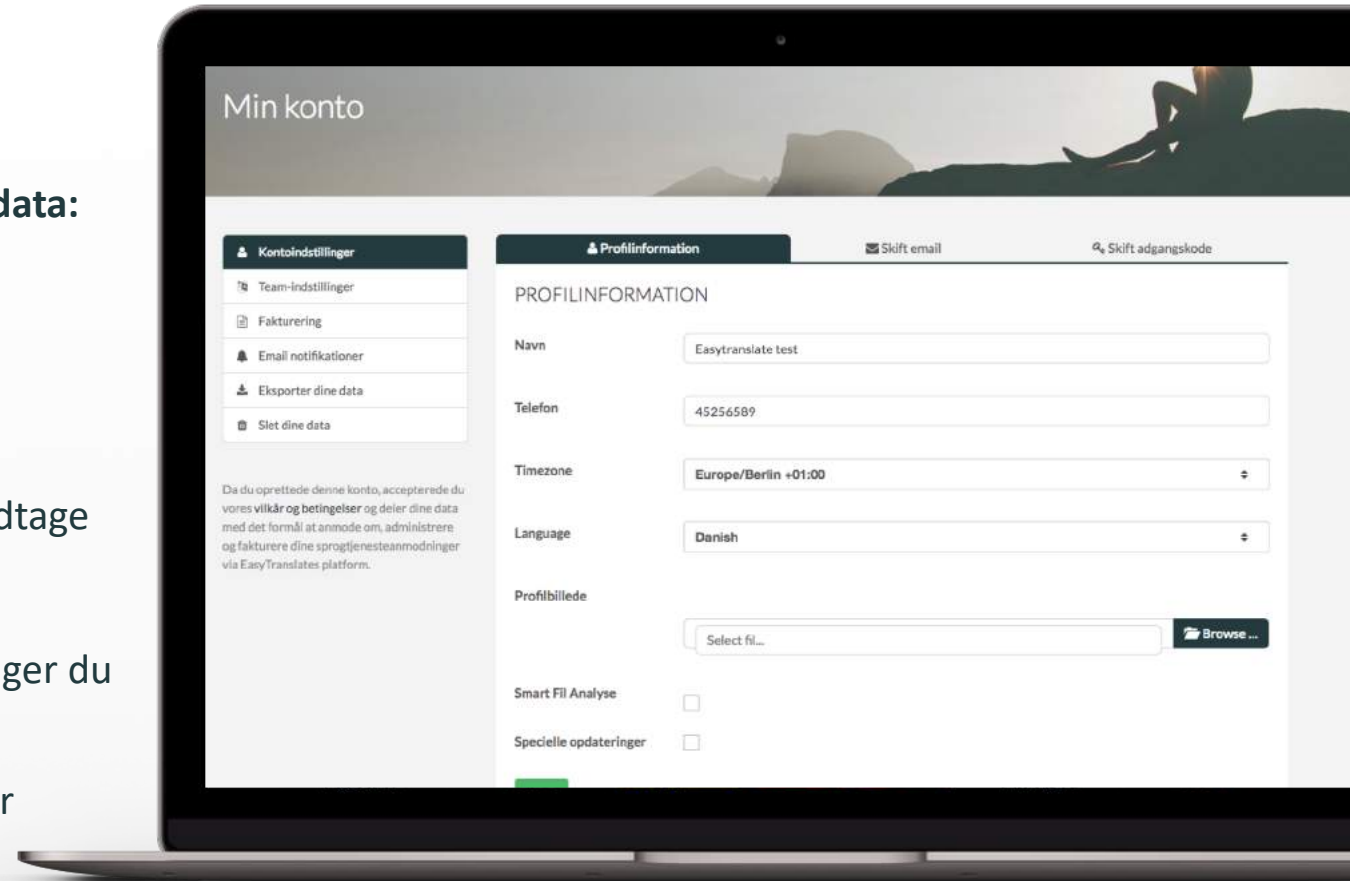 data:
dtage
ger du
r
Min konto
Kontoindstillinger
Team-indstillinger
Fakturering
Email notifikationer
Eksporter dine data
Slet dine data
Da du oprettede denne konto, accepterede du
vores vilkår og betingelser og deler dine data
med det formål at anmode om, administrere
og fakturere dine sprogtjenesteanmodninger
via EasyTranslates platform.
Profilinformation
Skift email
Skift adgangskode
PROFILINFORMATION
Navn
Easytranslate test
Telefon
45256589
Timezone
Europe/Berlin +01:00
Language
Danish
Profilbillede
Select fil...
Browse ...
Smart Fil Analyse
Specielle opdateringer